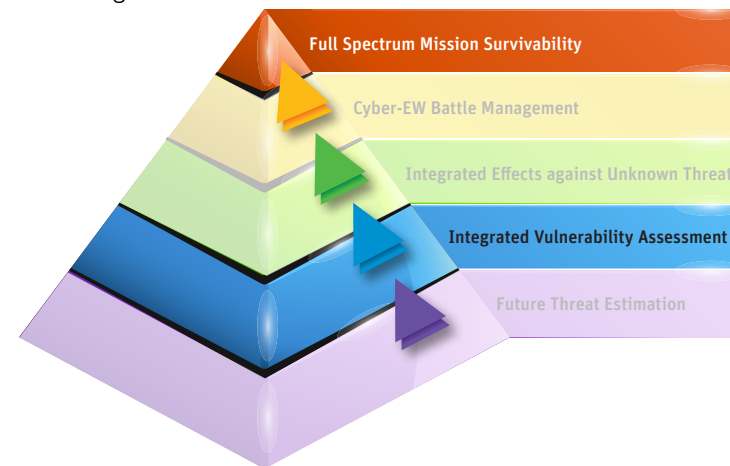 Full Spectrum Mission Survivability
Cyber-EW Battle Management
Integrated Effects against Unknown Threat
Integrated Vulnerability Assessment
Future Threat Estimation